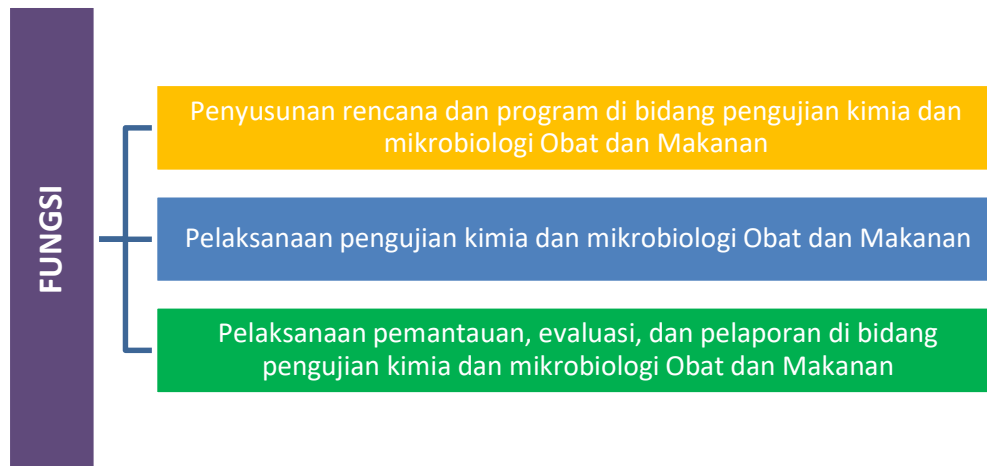 FUNGSI
Penyusunan rencana dan program di bidang pengujian kimia dan
mikrobiologi Obat dan Makanan
Pelaksanaan pengujian kimia dan mikrobiologi Obat dan Makanan
Pelaksanaan pemantauan, evaluasi, dan pelaporan di bidang
pengujian kimia dan mikrobiologi Obat dan Makanan